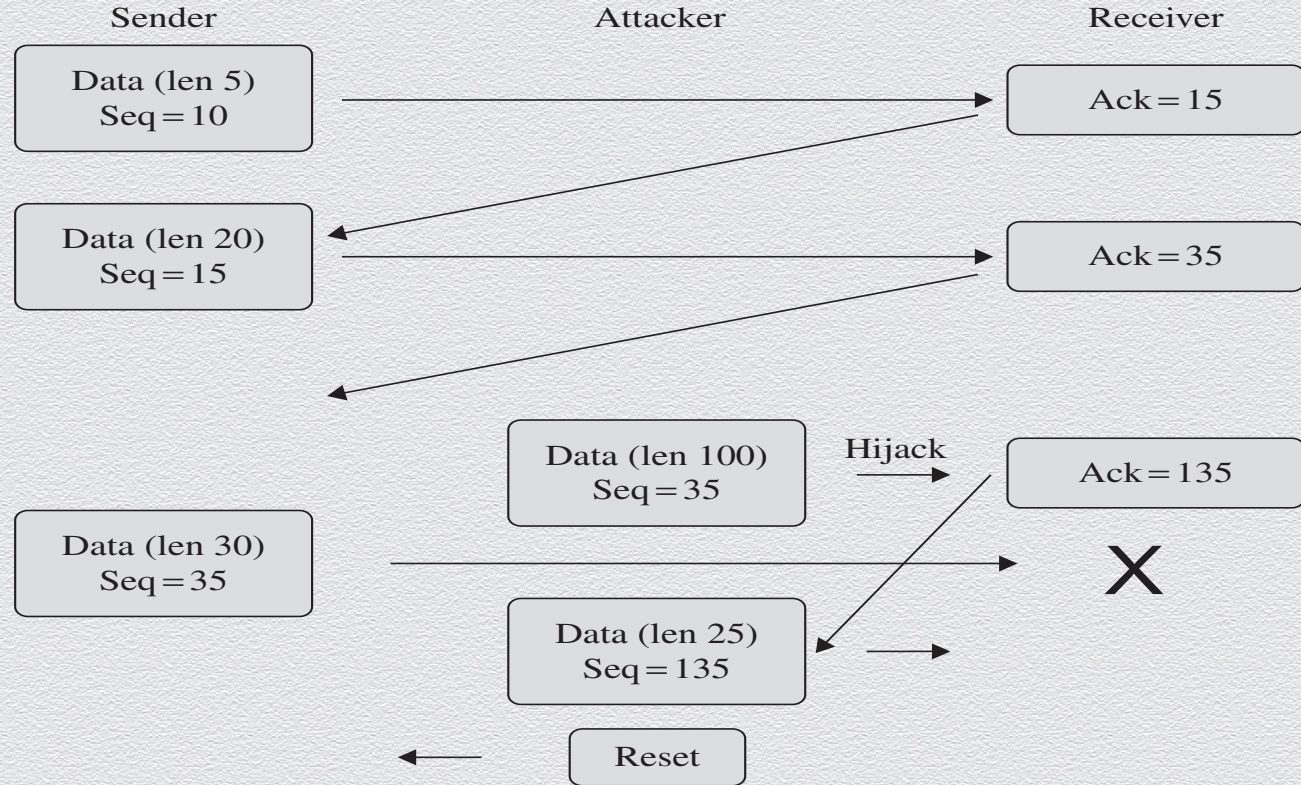 Sender
Attacker
Receiver
Data (len 5)
Seq=10
Ack=15
Data (len 20)
Seq=15
Ack=35
Data (len 100)
Seq=35
Hijack
Ack=135
Data (len 30)
Seq=35
X
Data (len 25)
Seq=135
Reset